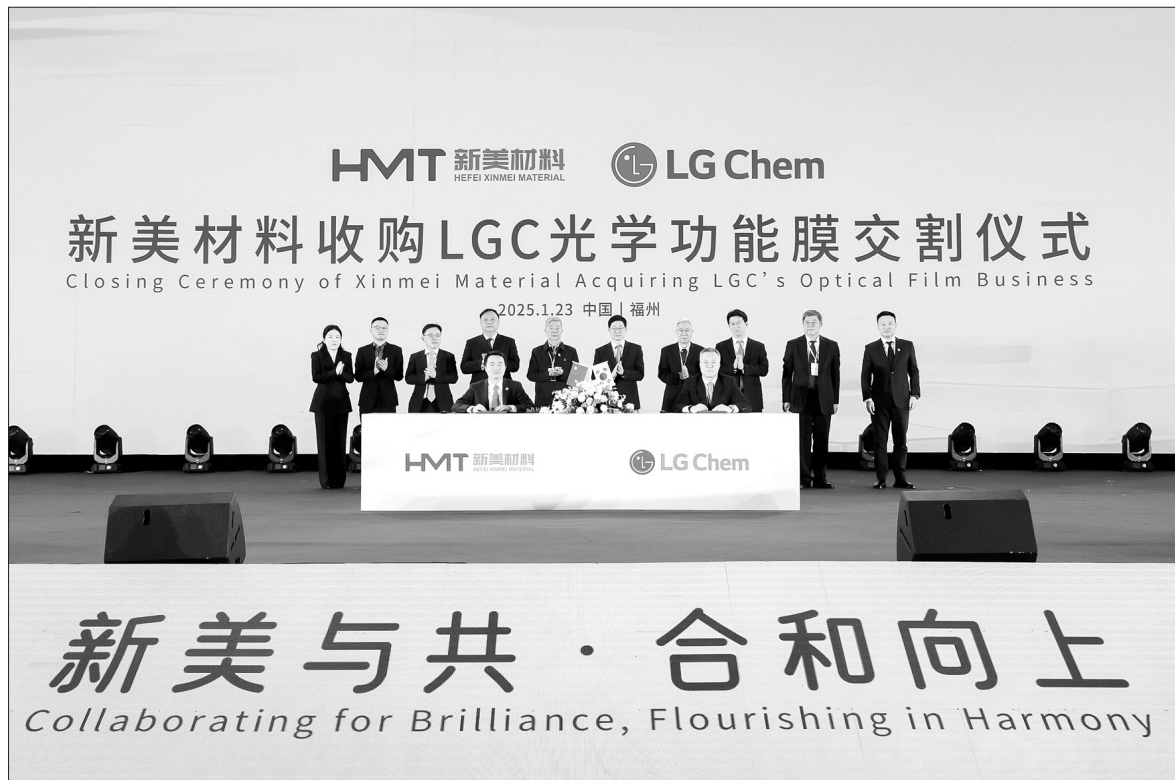 HMT 新美材料 LG Chem
HEFEI XINMEI MATERIAL
新美材料收购LGC光学功能膜交割仪式
Closing Ceremony of Xinmei Material Acquiring LGC's Optical Film Business
2025.1.23 中国 | 福州
HMT 新美材料 LG Chem
HEFEI XINMEI MATERIAL
新美与共·合和向上
Collaborating for Brilliance, Flourishing in Harmony